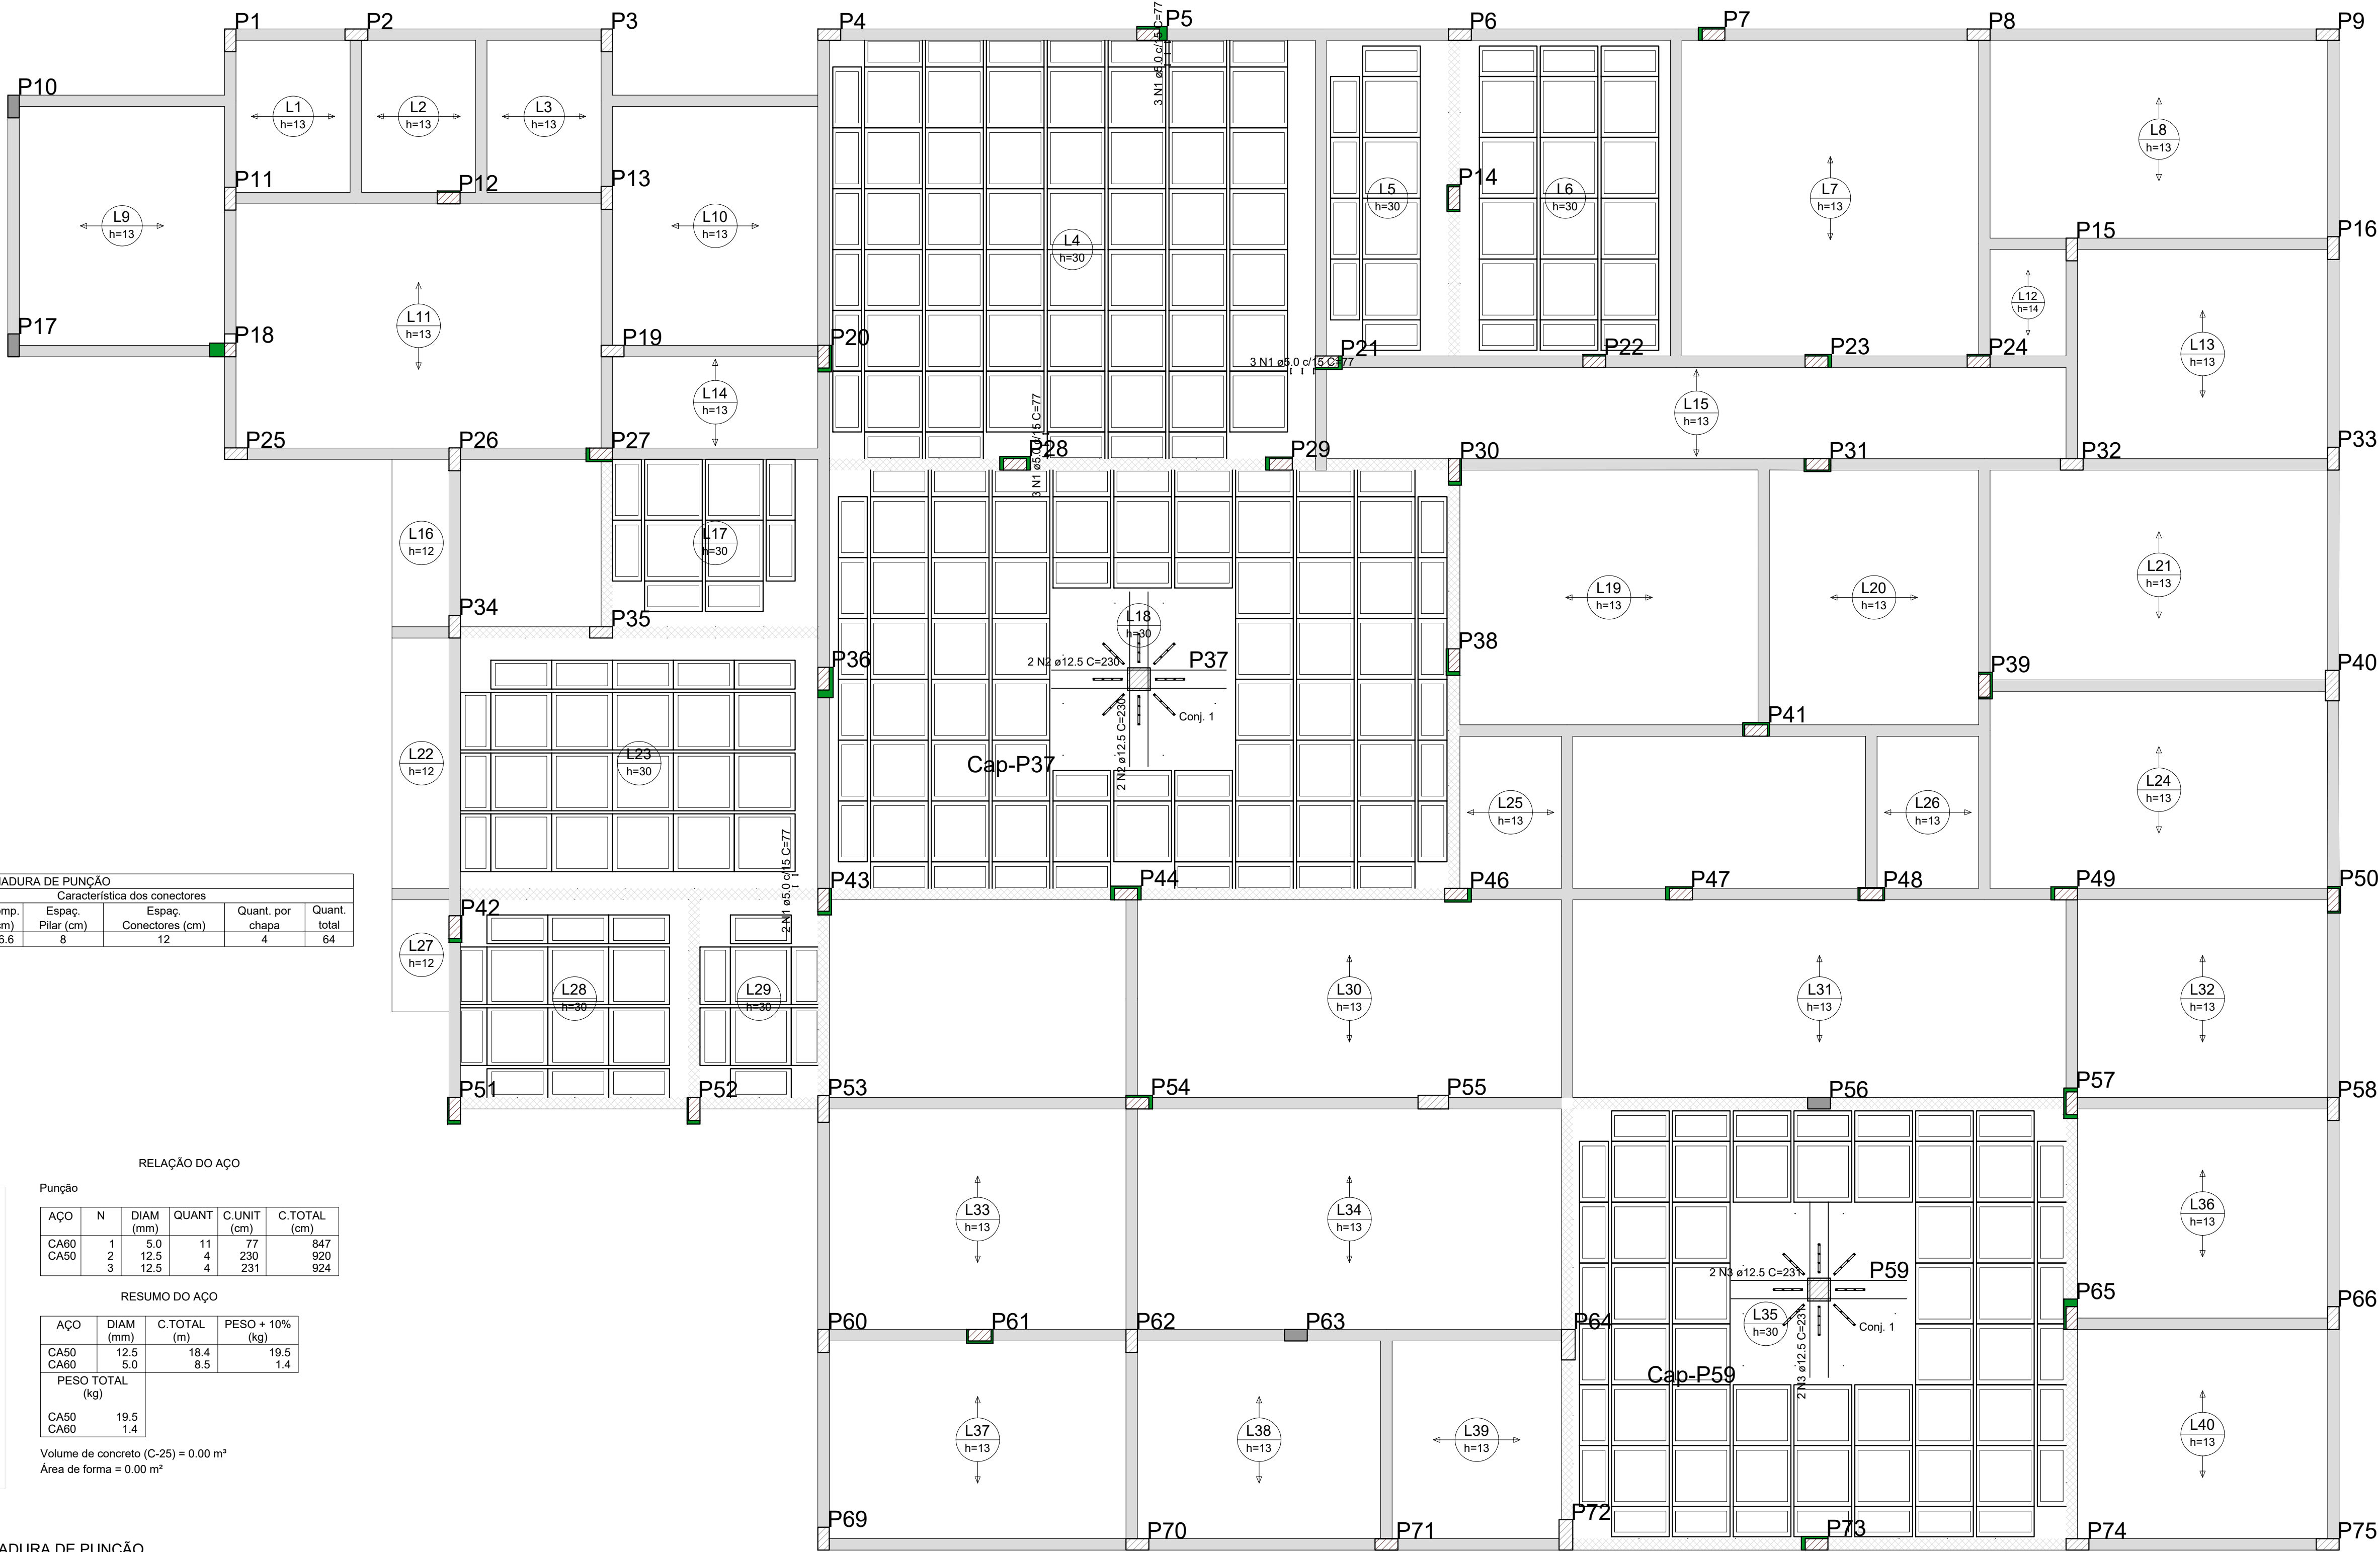 P1 P2 P3 P4 P5 P6 P7 P8 P9
3 N1 ø5.0 c/15 C=77
P10
L1
h=13
L2
h=13
L3
h=13
L8
h=13
P11 P12 P13 P14
L9
h=13
L10
h=13
L4
h=30
L5
h=30
L6
h=30
L7
h=13
P15 P16
L12
h=14
L11
h=13
L13
h=13
P17 P18 P19 P20 P21 P22 P23 P24
3 N1 ø5.0 c/15 C=77
L14
h=13
L15
h=13
3 N1 ø5.0 c/15 C=77
P25 P26 P27 P28 P29 P30 P31 P32 P33
L16
h=12
L17
h=30
L21
h=13
L19
h=13
L20
h=13
P34 P35
L18
h=30
P36
2 N2 ø12.5 C=230
P37 P38 P39 P40
Conj. 1
2 N2 ø12.5 C=230
P41
L22
h=12
L23
h=30
Cap-P37
L24
h=13
L25
h=13
L26
h=13
2 N1 ø5.0 c/15 C=77
P42 P43 P44 P46 P47 P48 P49 P50
ADURA DE PUNÇÃO
Característica dos conectores
mp. Espaç. Espaç. Quant. por Quant.
cm) Pilar (cm) Conectores (cm) chapa total
6.6 8 12 4 64
L27
h=12
L28
h=30
L29
h=30
L30
h=13
L31
h=13
L32
h=13
P51 P52 P53 P54 P55 P56 P57 P58
RELAÇÃO DO AÇO
Punção
AÇO N DIAM QUANT C.UNIT C.TOTAL
(mm) (cm) (cm)
CA60 1 5.0 11 77 847
CA50 2 12.5 4 230 920
3 12.5 4 231 924
L33
h=13
L34
h=13
L36
h=13
2 N3 ø12.5 C=231
P59
L35
h=30
Conj. 1
2 N3 ø12.5 C=231
Cap-P59
P60 P61 P62 P63 P64 P65 P66
RESUMO DO AÇO
AÇO DIAM C.TOTAL PESO + 10%
(mm) (m) (kg)
CA50 12.5 18.4 19.5
CA60 5.0 8.5 1.4
PESO TOTAL
(kg)
CA50 19.5
CA60 1.4
Volume de concreto (C-25) = 0.00 m³
Área de forma = 0.00 m²
L37
h=13
L38
h=13
L39
h=13
L40
h=13
P69 P70 P71 P72 P73 P74 P75
ADURA DE PUNÇÃO